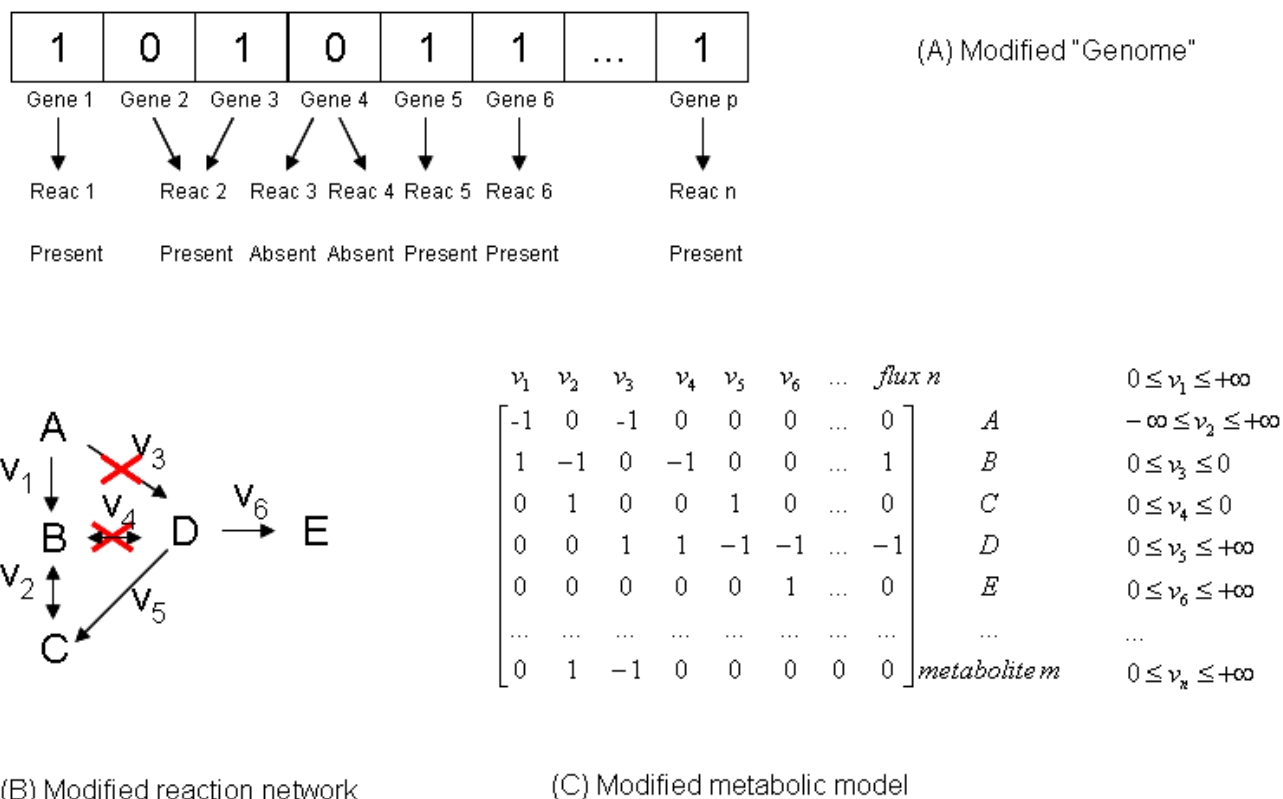 1 0 1 0 1 1 ... 1
(A) Modified "Genome"
Gene 1 Gene 2 Gene 3 Gene 4 Gene 5 Gene 6 Gene p
Reac 1 Reac 2 Reac 3 Reac 4 Reac 5 Reac 6 Reac n
Present Present Absent Absent Present Present Present
A
v3
v1
v4
v6
B
D
E
v2
v5
C
v1 v2 v3 v4 v5 v6 ... flux n 0 ≤ v1 ≤ +∞
-1 0 -1 0 0 0 ... 0 A −∞ ≤ v2 ≤ +∞
1 −1 0 −1 0 0 ... 1 B 0 ≤ v3 ≤ 0
0 1 0 0 1 0 ... 0 C 0 ≤ v4 ≤ 0
0 0 1 1 −1 −1 ... −1 D 0 ≤ v5 ≤ +∞
0 0 0 0 0 1 ... 0 E 0 ≤ v6 ≤ +∞
... ... ... ... ... ... ... ... ... ...
0 1 −1 0 0 0 0 0 metabolite m 0 ≤ vn ≤ +∞
(B) Modified reaction network
(C) Modified metabolic model